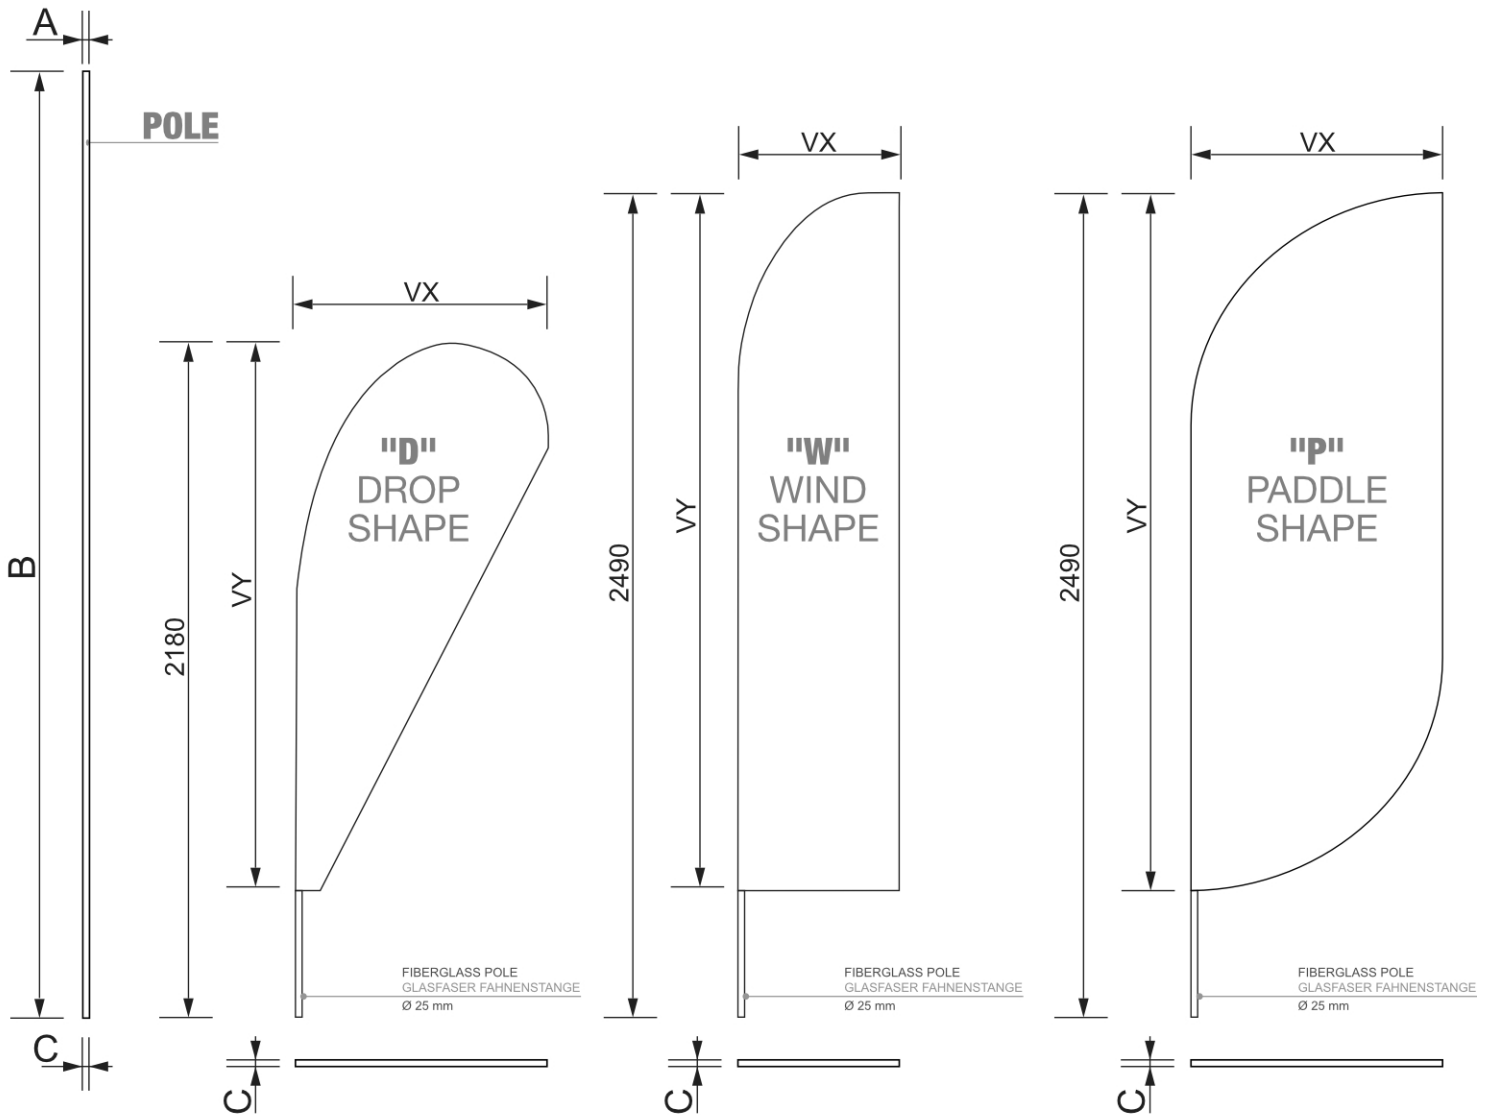 A
POLE
B
C
VX
2180
VY
"D"
DROP
SHAPE
FIBERGLASS POLE
GLASFASER FAHNENSTANGE
Ø 25 mm
C
VX
2490
VY
"W"
WIND
SHAPE
FIBERGLASS POLE
GLASFASER FAHNENSTANGE
Ø 25 mm
C
VX
2490
VY
"P"
PADDLE
SHAPE
FIBERGLASS POLE
GLASFASER FAHNENSTANGE
Ø 25 mm
C